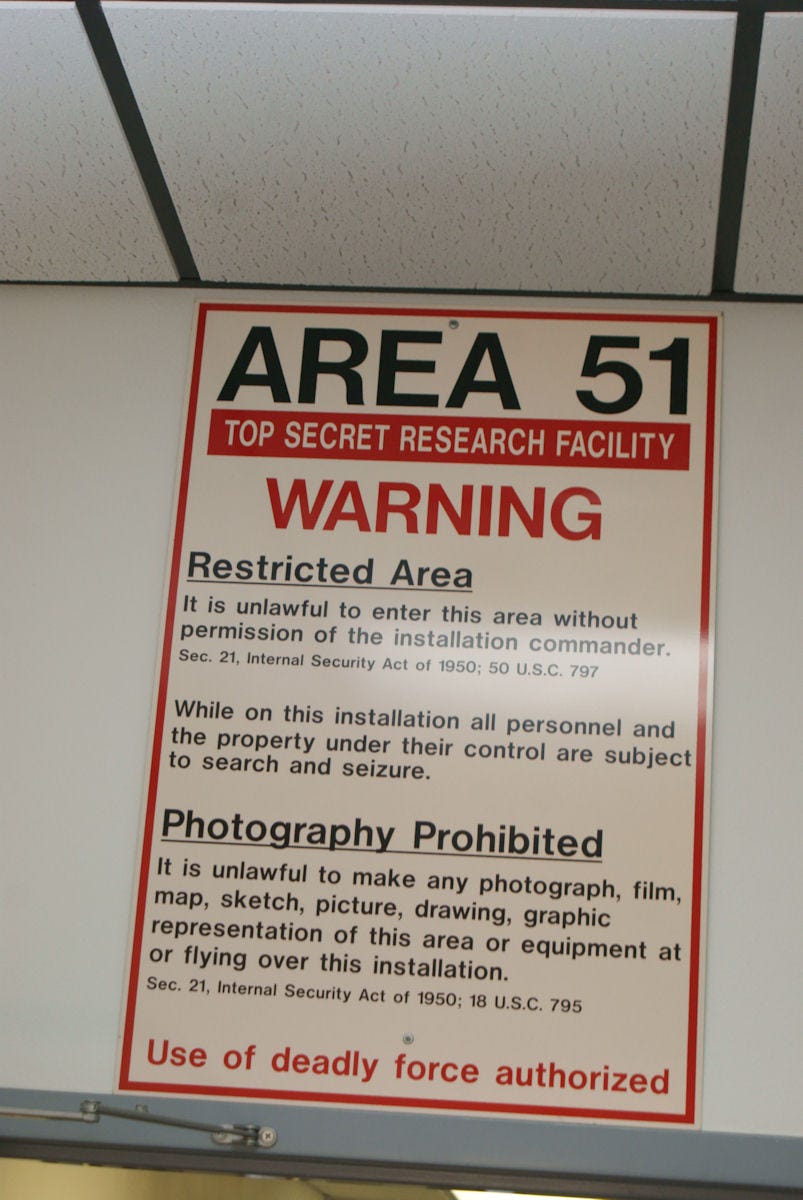 AREA 51
TOP SECRET RESEARCH FACILITY
WARNING
Restricted Area
It is unlawful to enter this area without
permission of the installation commander.
Sec. 21, Internal Security Act of 1950; 50 U.S.C. 797
While on this installation all personnel and
the property under their control are subject
to search and seizure.
Photography Prohibited
It is unlawful to make any photograph, film,
map, sketch, picture, drawing, graphic
representation of this area or equipment at
or flying over this installation.
Sec. 21, Internal Security Act of 1950; 18 U.S.C. 795
Use of deadly force authorized